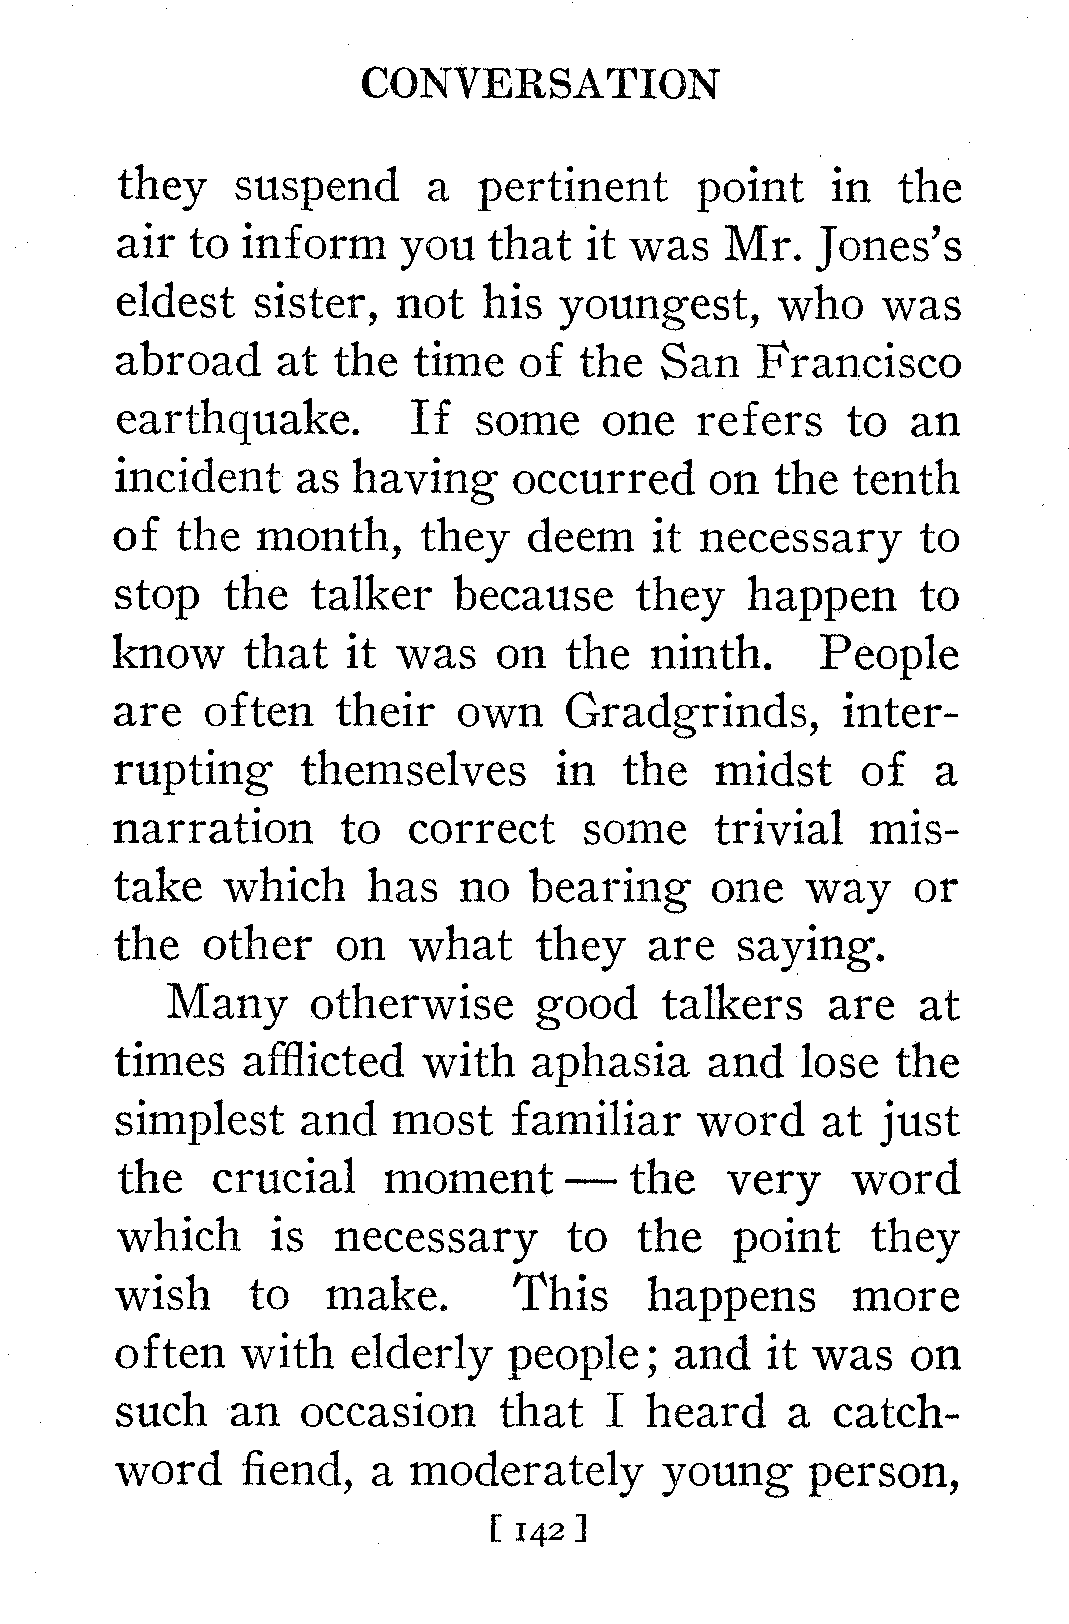 CONVERSATION
they suspend a pertinent point in the
air to inform you that it was Mr. Jones's
eldest sister, not his youngest, who was
abroad at the time of the San Francisco
earthquake. If some one refers to an
incident as having occurred on the tenth
of the month, they deem it necessary to
stop the talker because they happen to
know that it was on the ninth. People
are often their own Gradgrinds, inter-
rupting themselves in the midst of a
narration to correct some trivial mis-
take which has no bearing one way or
the other on what they are saying.
Many otherwise good talkers are at
times afflicted with aphasia and lose the
simplest and most familiar word at just
the crucial moment — the very word
which is necessary to the point they
wish to make. This happens more
often with elderly people; and it was on
such an occasion that I heard a catch-
word fiend, a moderately young person,
[ 142 ]